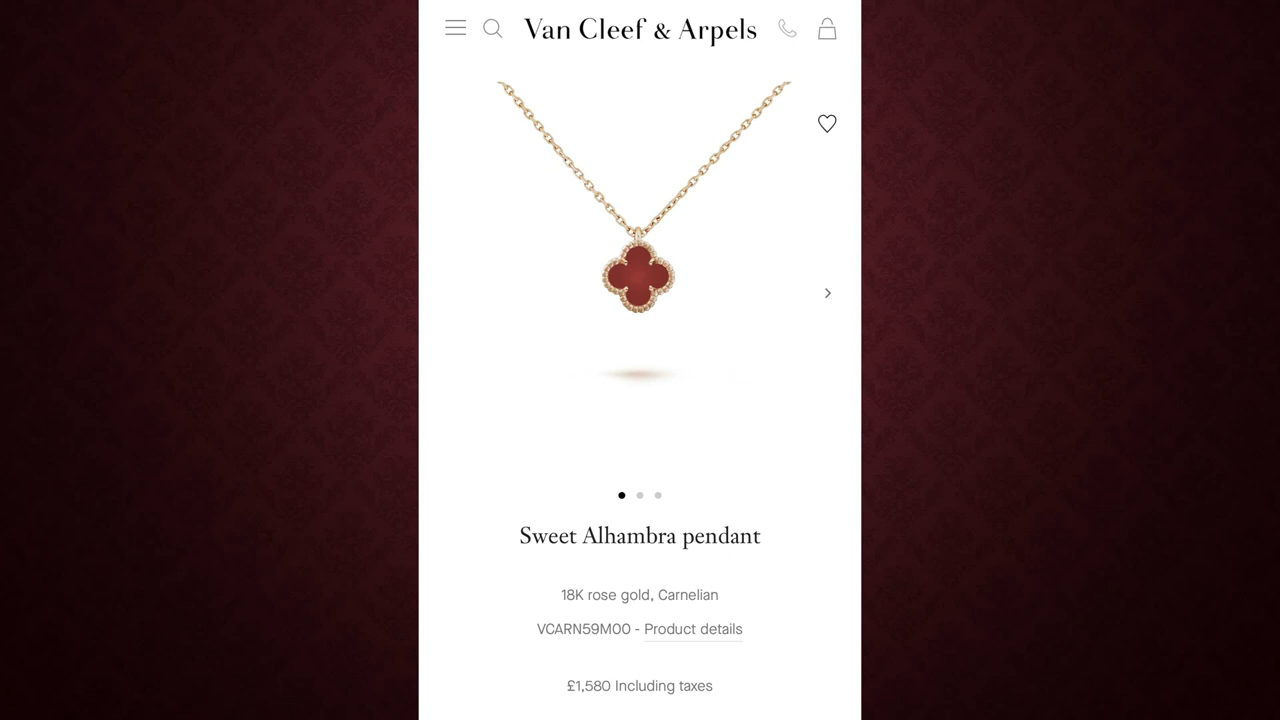 Van Cleef & Arpels
Sweet Alhambra pendant
18K rose gold, Carnelian
VCARN59M00 - Product details
£1,580 Including taxes